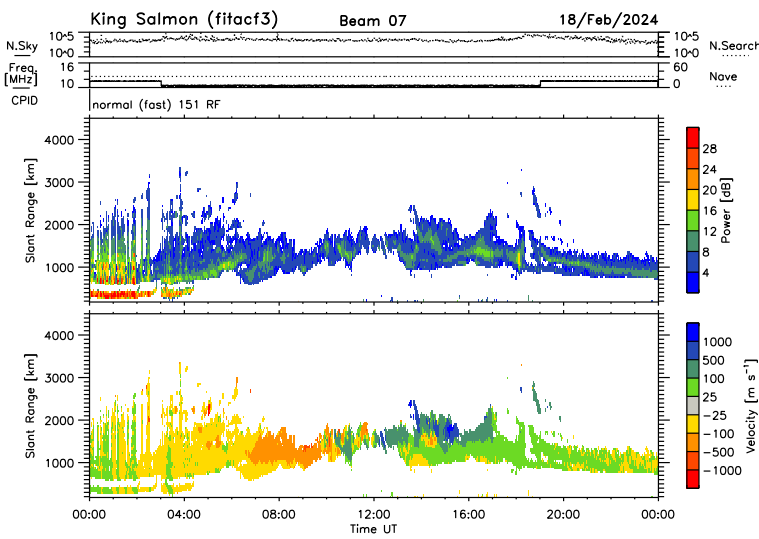 King Salmon (fitacf3) Beam 07 18/Feb/2024
N.Sky 10^5 10^0 10^5 10^0 N.Search
Freq [MHz] 16 10 60 0 Nave
CPID normal (fast) 151 RF
Slant Range [km] 4000 3000 2000 1000
Power [dB] 28 24 20 16 12 8 4
Slant Range [km] 4000 3000 2000 1000
Velocity [m s⁻¹] 1000 500 100 25 −25 −100 −500 −1000
00:00 04:00 08:00 12:00 16:00 20:00 00:00
Time UT